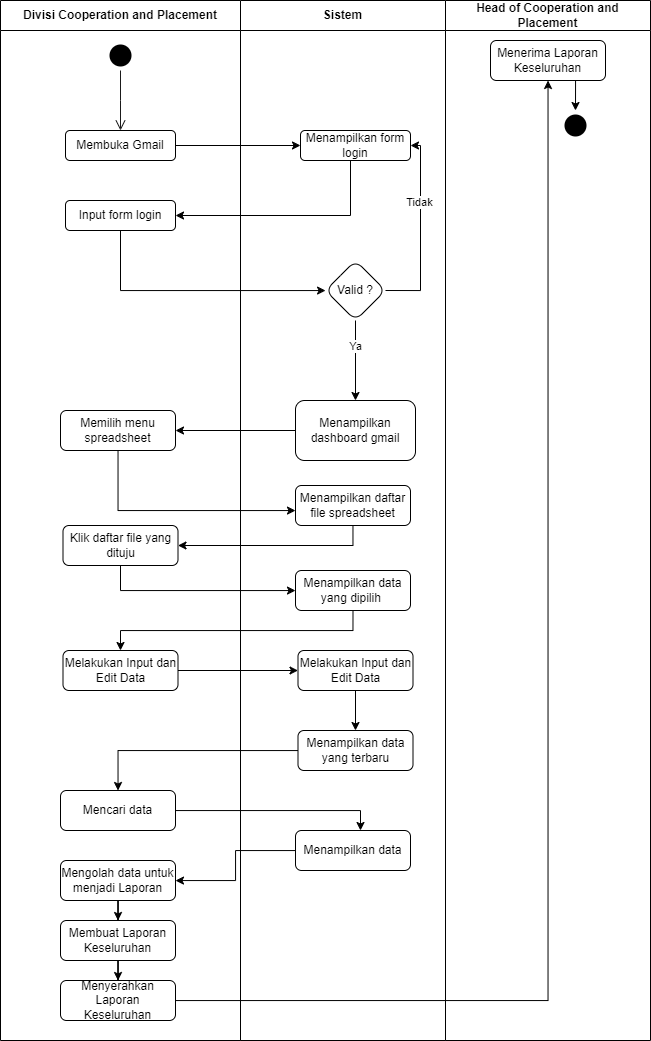 Divisi Cooperation and Placement
Sistem
Head of Cooperation and
Placement
Menerima Laporan
Keseluruhan
Membuka Gmail
Menampilkan form
login
Input form login
Tidak
Valid ?
Ya
Menampilkan
dashboard gmail
Memilih menu
spreadsheet
Menampilkan daftar
file spreadsheet
Klik daftar file yang
dituju
Menampilkan data
yang dipilih
Melakukan Input dan
Edit Data
Melakukan Input dan
Edit Data
Menampilkan data
yang terbaru
Mencari data
Menampilkan data
Mengolah data untuk
menjadi Laporan
Membuat Laporan
Keseluruhan
Menyerahkan
Laporan
Keseluruhan